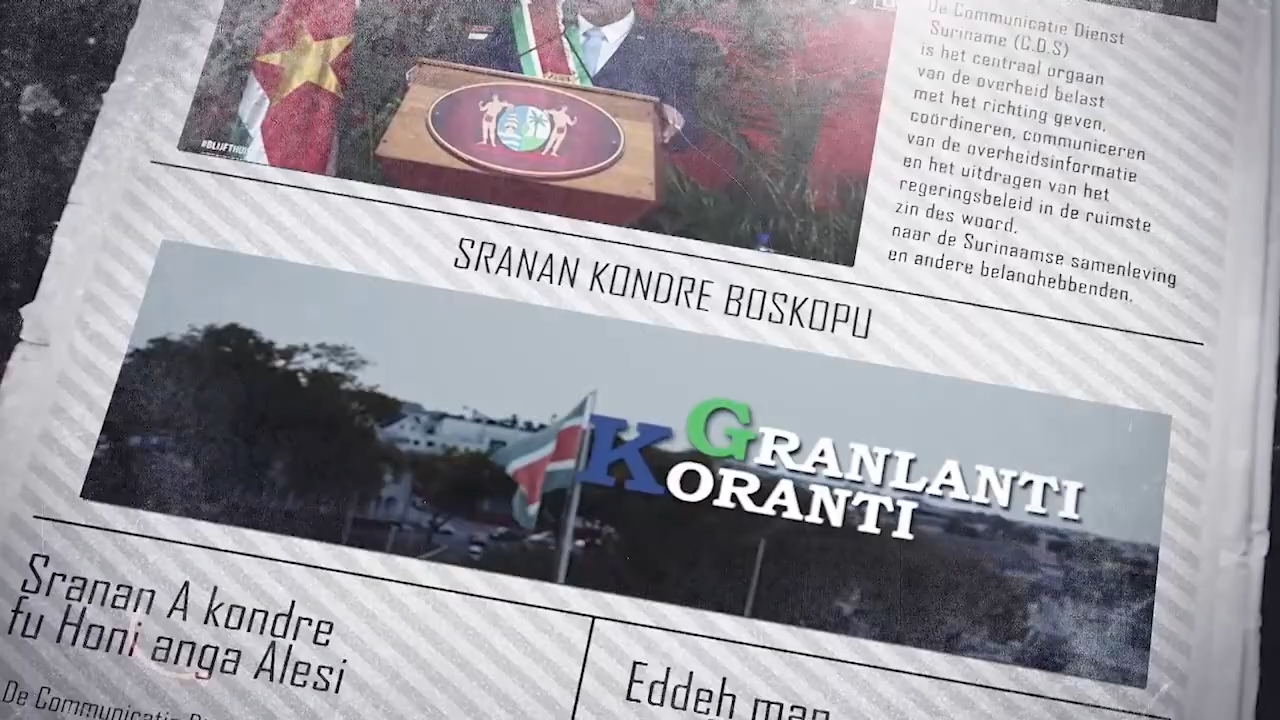 De Communicatie Dienst
Suriname (C.D.S)
is het centraal orgaan
van de overheid belast
met het richting geven,
coördineren, communiceren
van de overheidsinformatie
en het uitdragen van het
regeringsbeleid in de ruimste
zin des woord.
naar de Surinaamse samenleving
en andere belanghebbenden.
SRANAN KONDRE BOSKOPU
GRANLANTI
KORANTI
Sranan A kondre
fu Honi anga Alesi
De Communicatie
Eddeh man